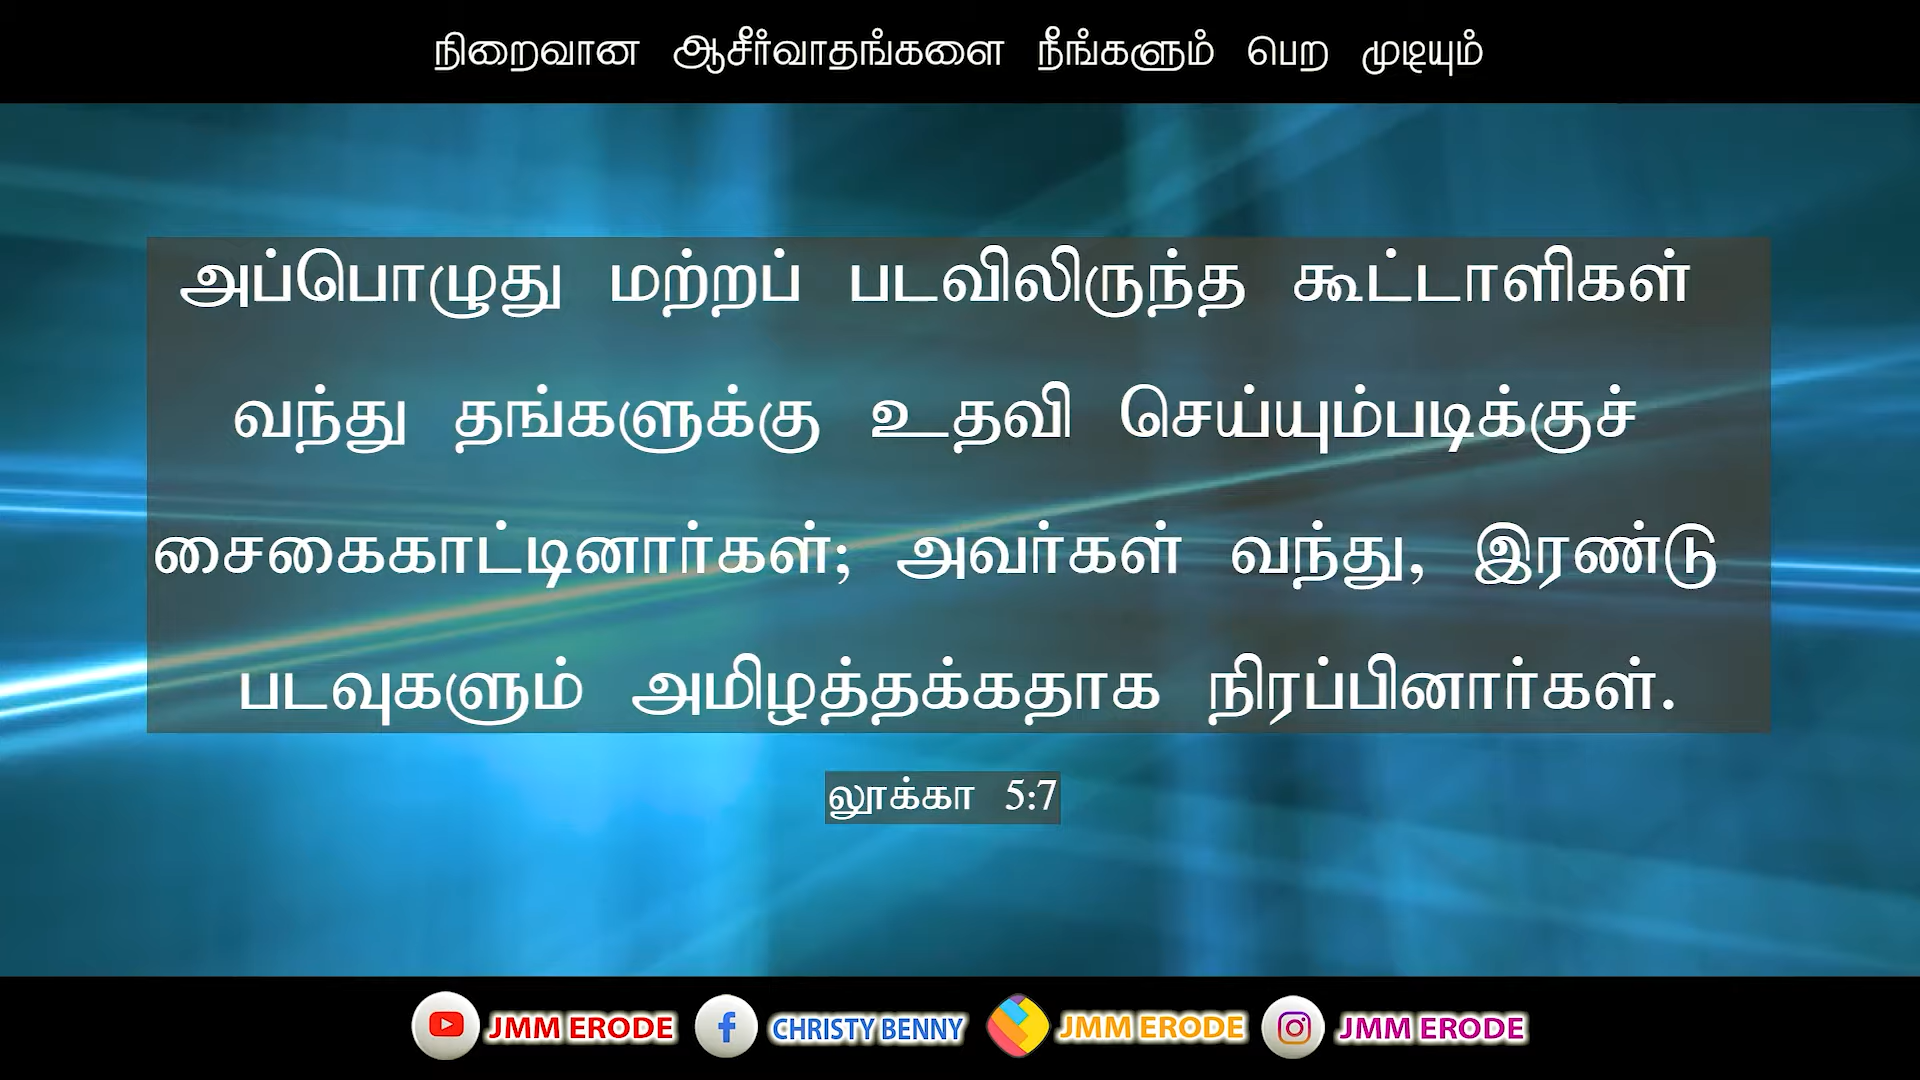 நிறைவான ஆசீர்வாதங்களை நீங்களும் பெற முடியும்
அப்பொழுது மற்றப் படவிலிருந்த கூட்டாளிகள்
வந்து தங்களுக்கு உதவி செய்யும்படிக்குச்
சைகைகாட்டினார்கள்; அவர்கள் வந்து, இரண்டு
படவுகளும் அமிழத்தக்கதாக நிரப்பினார்கள்.
லூக்கா 5:7
JMM ERODE CHRISTY BENNY JMM ERODE JMM ERODE